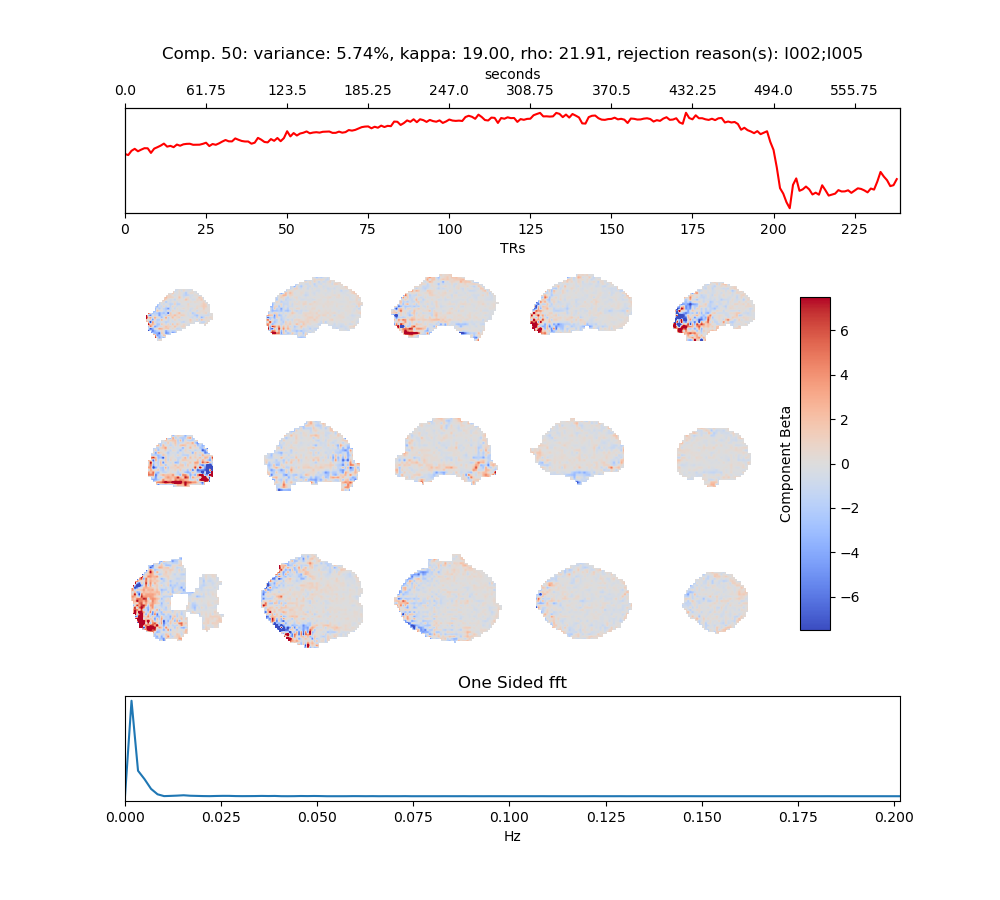 Comp. 50: variance: 5.74%, kappa: 19.00, rho: 21.91, rejection reason(s): I002;I005
seconds
0.0 61.75 123.5 185.25 247.0 308.75 370.5 432.25 494.0 555.75
0 25 50 75 100 125 150 175 200 225
TRs
6
4
2
0
−2
−4
−6
Component Beta
One Sided fft
0.000 0.025 0.050 0.075 0.100 0.125 0.150 0.175 0.200
Hz